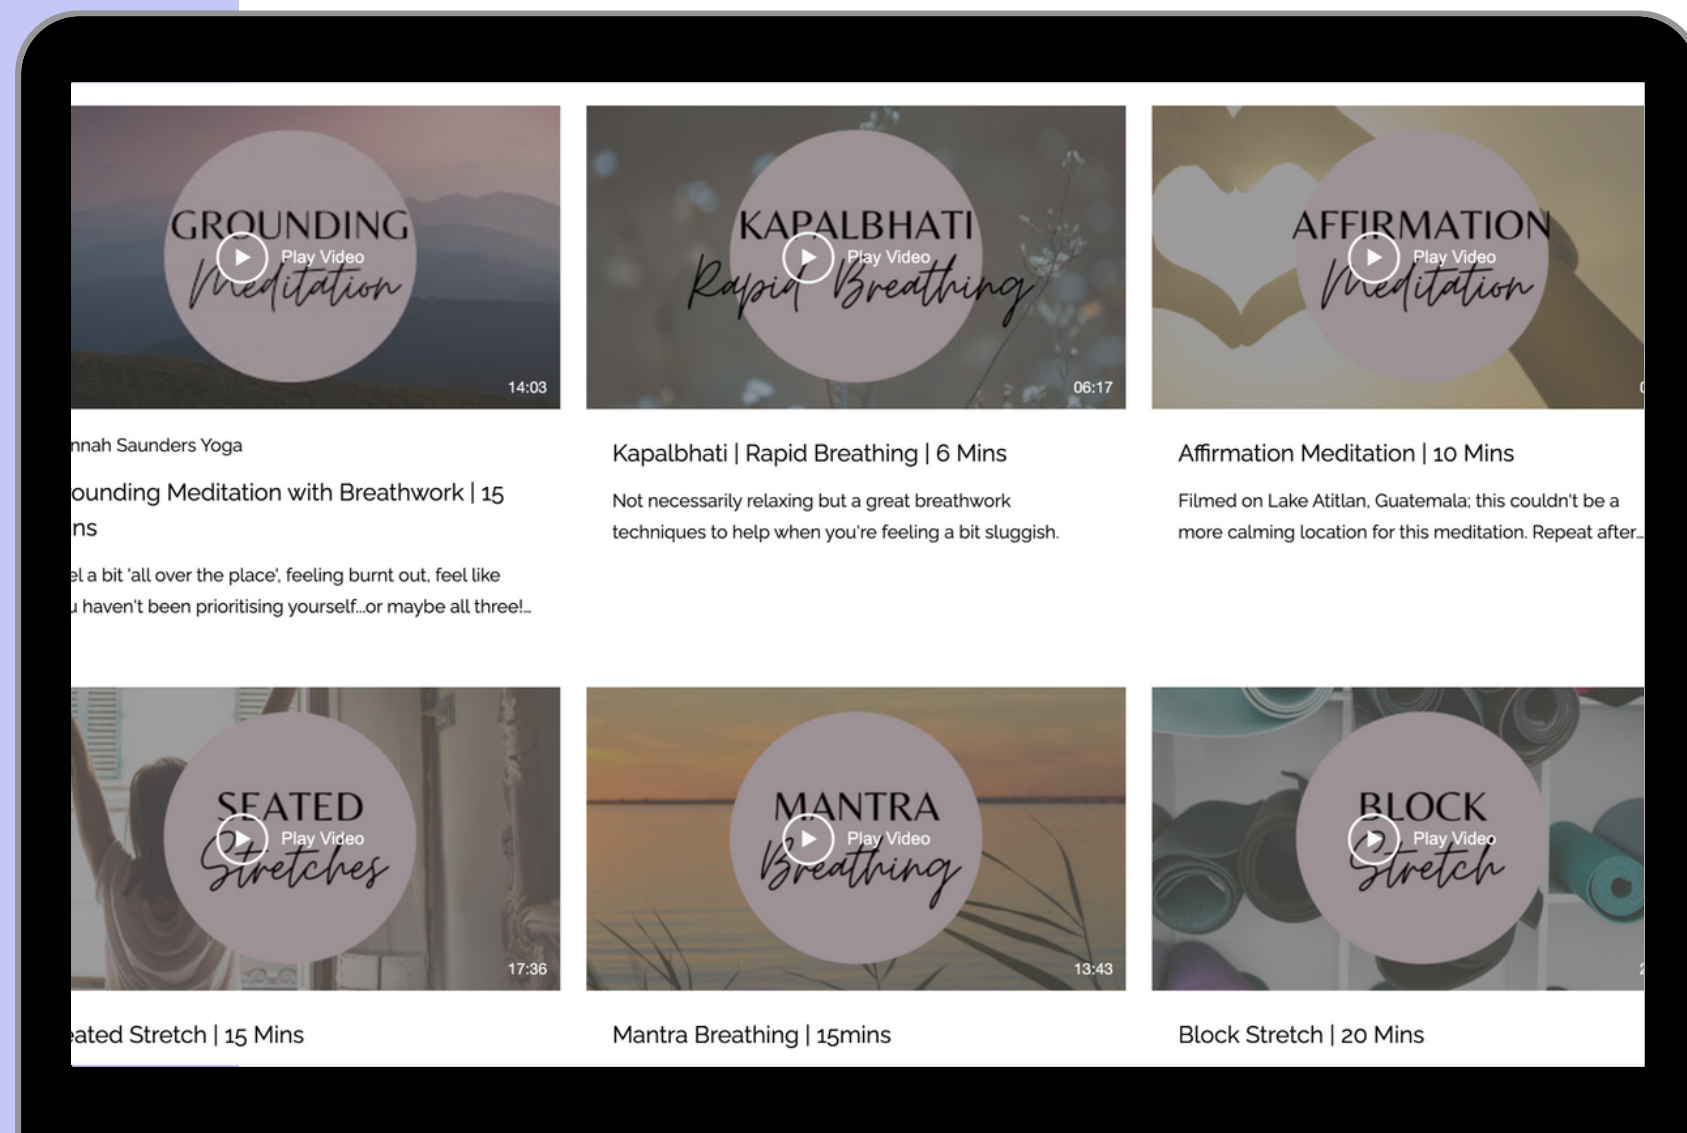 GROUNDING
Play Video
Meditation
14:03
nnah Saunders Yoga
ounding Meditation with Breathwork | 15
ns
el a bit 'all over the place', feeling burnt out, feel like
u haven't been prioritising yourself...or maybe all three!...
KAPALBHATI
Play Video
Rapid Breathing
06:17
Kapalbhati | Rapid Breathing | 6 Mins
Not necessarily relaxing but a great breathwork
techniques to help when you're feeling a bit sluggish.
AFFIRMATION
Play Video
Meditation
Affirmation Meditation | 10 Mins
Filmed on Lake Atitlan, Guatemala; this couldn't be a
more calming location for this meditation. Repeat after...
SEATED
Play Video
Stretches
17:36
eated Stretch | 15 Mins
MANTRA
Play Video
Breathing
13:43
Mantra Breathing | 15mins
BLOCK
Play Video
Stretch
2
Block Stretch | 20 Mins